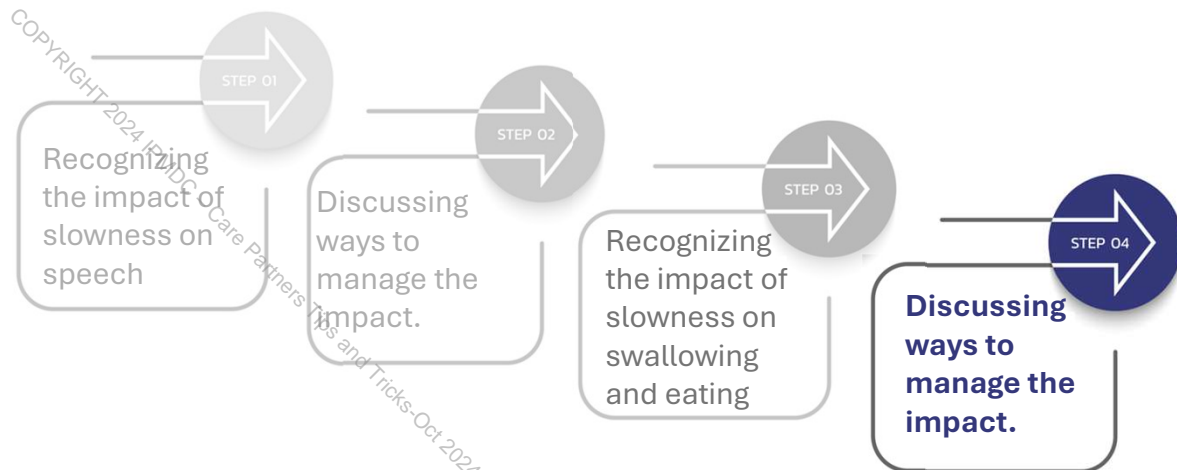 COPYRIGHT 2024 IPMDC - Care Partners Tips and Tricks-Oct 2024
STEP 01
Recognizing
the impact of
slowness on
speech
STEP 02
Discussing
ways to
manage the
impact.
STEP 03
Recognizing
the impact of
slowness on
swallowing
and eating
STEP 04
Discussing
ways to
manage the
impact.